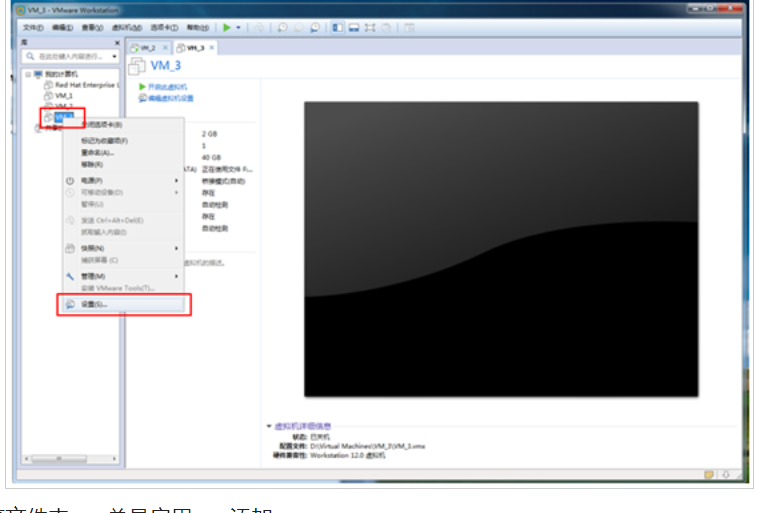 VM_3 - VMware Workstation
文件(F) 编辑(E) 查看(V) 虚拟机(M) 选项卡(T) 帮助(H)
库
在此处键入内容进行...
VM_2 VM_3
我的计算机
Red Hat Enterprise L
VM_1
VM_2
VM_3
VM_3
开启此虚拟机
编辑虚拟机设置
关闭选项卡(B)
标记为收藏项(F)
重命名(A)...
移除(R)
电源(P)
可移动设备(D)
暂停(U)
发送 Ctrl+Alt+Del(E)
抓取输入内容(I)
快照(N)
捕获屏幕 (C)
管理(M)
安装 VMware Tools(T)...
设置(S)...
2 GB
1
40 GB
正在使用文件 F:...
桥接模式(自动)
存在
自动检测
存在
自动检测
虚拟机的描述。
虚拟机详细信息
状态: 已关机
配置文件: D:\Virtual Machines\VM_3\VM_3.vmx
硬件兼容性: Workstation 12.0 虚拟机